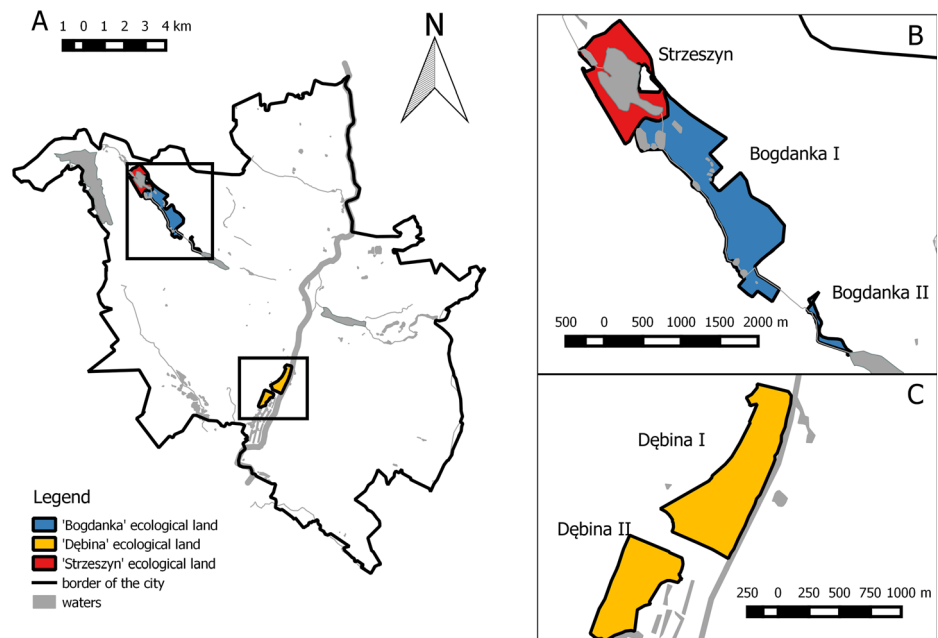 A
1 0 1 2 3 4 km
N
Legend
'Bogdanka' ecological land
'Dębina' ecological land
'Strzeszyn' ecological land
border of the city
waters
B
Strzeszyn
Bogdanka I
Bogdanka II
500 0 500 1000 1500 2000 m
C
Dębina I
Dębina II
250 0 250 500 750 1000 m